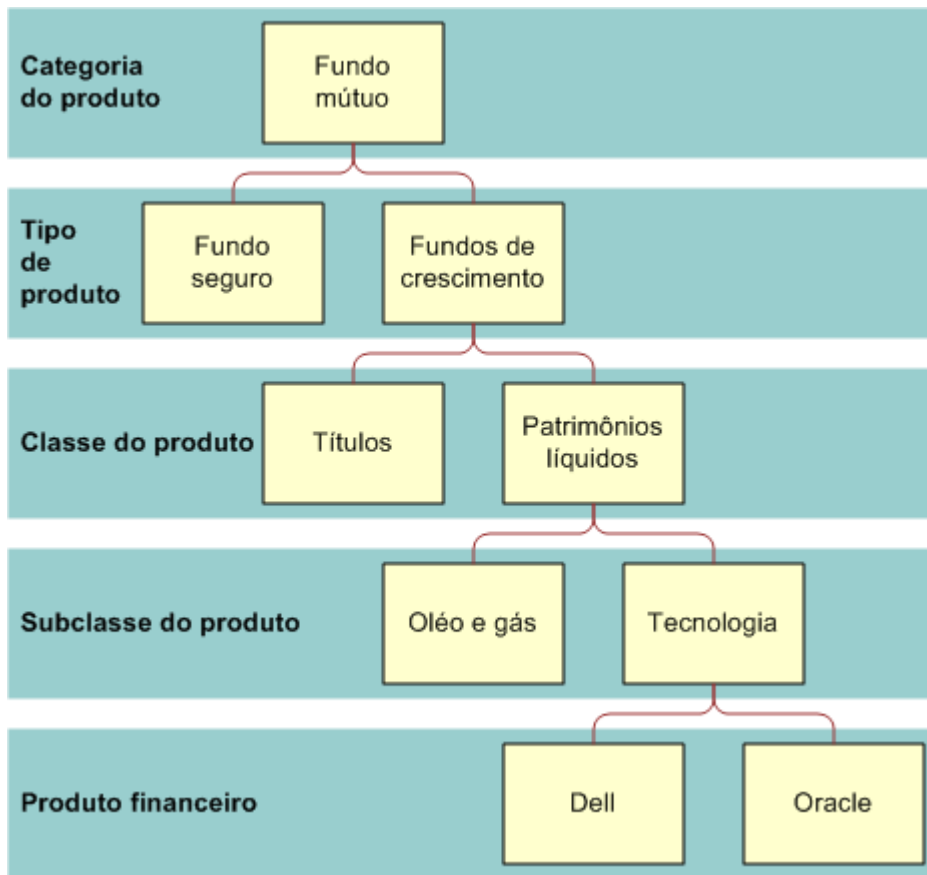 Categoria
do produto
Fundo
mútuo
Tipo
de
produto
Fundo
seguro
Fundos de
crescimento
Classe do produto
Títulos
Patrimônios
líquidos
Subclasse do produto
Oléo e gás
Tecnologia
Produto financeiro
Dell
Oracle